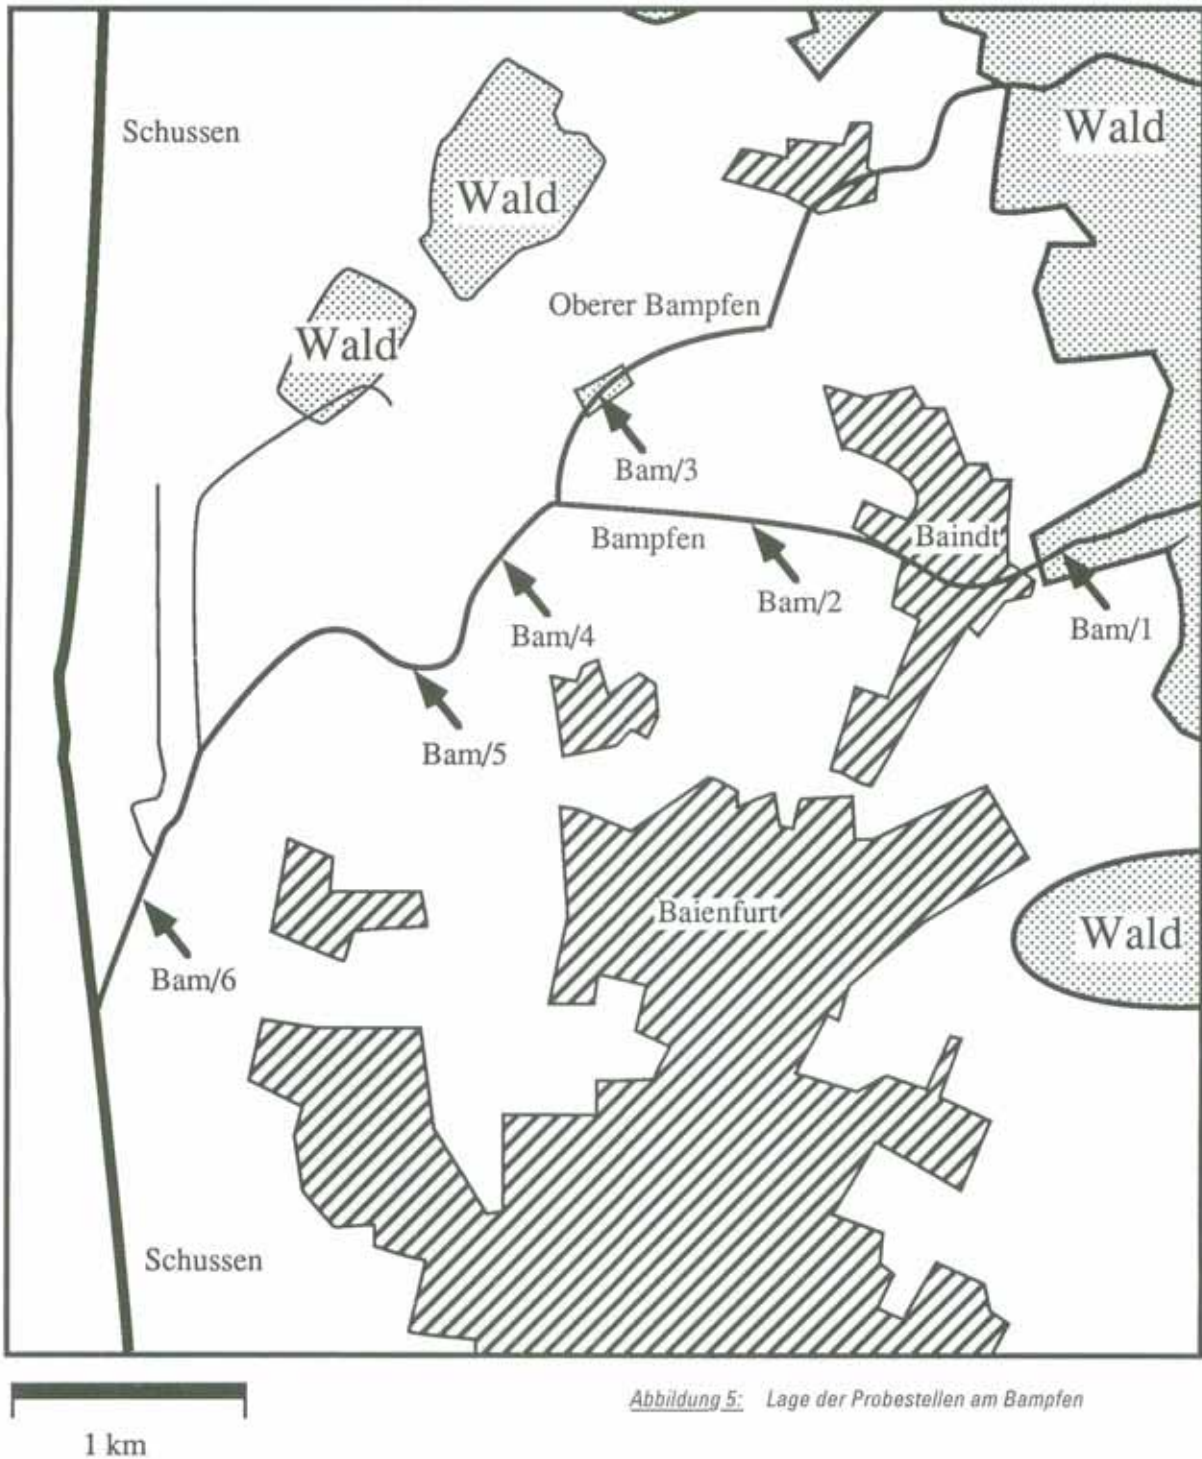 Schussen
Wald
Wald
Wald
Oberer Bampfen
Bam/3
Bampfen
Baindt
Bam/2
Bam/1
Bam/4
Bam/5
Baienfurt
Wald
Bam/6
Schussen
Abbildung 5: Lage der Probestellen am Bampfen
1 km